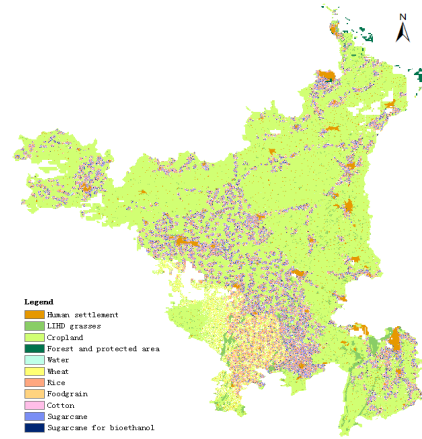 N
Legend
Human settlement
LIHD grasses
Cropland
Forest and protected area
Water
Wheat
Rice
Foodgrain
Cotton
Sugarcane
Sugarcane for bioethanol